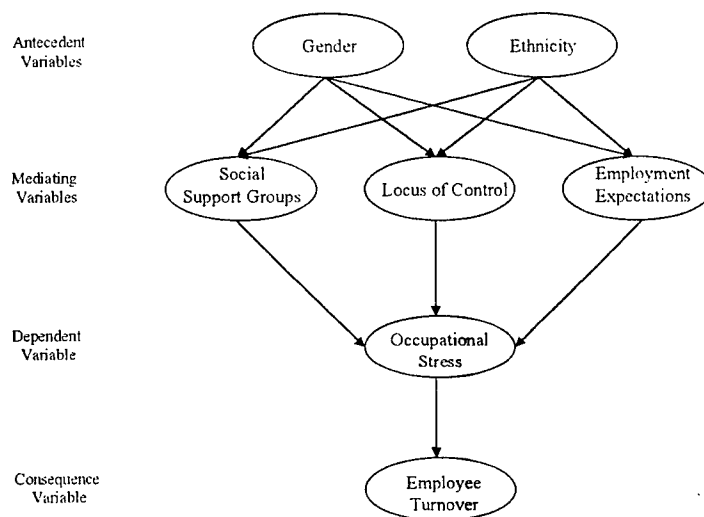 Antecedent
Variables
Gender
Ethnicity
Mediating
Variables
Social
Support Groups
Locus of Control
Employment
Expectations
Dependent
Variable
Occupational
Stress
Consequence
Variable
Employee
Turnover